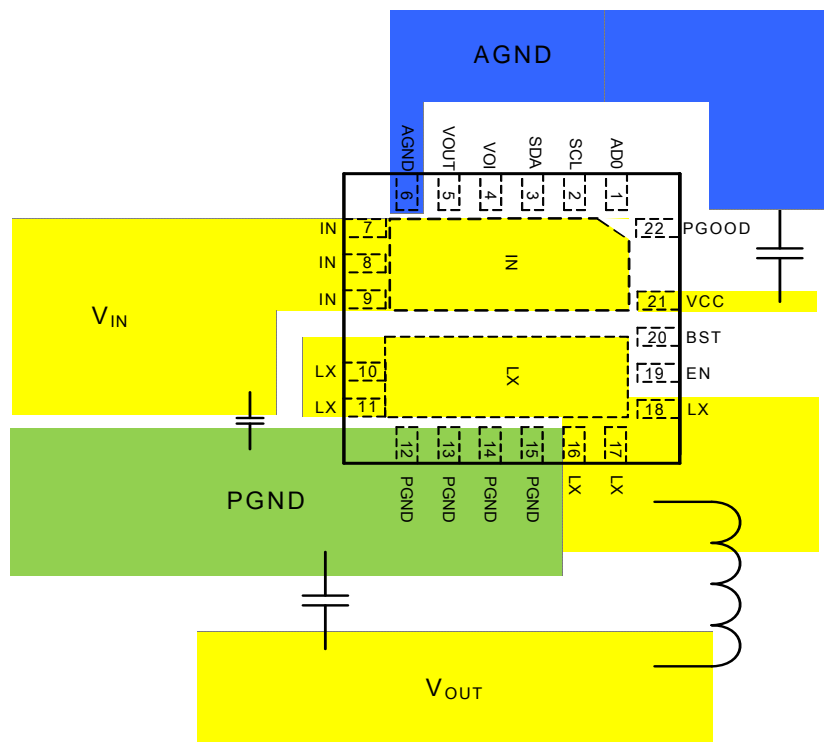 AGND
AGND
VOUT
VOI
SDA
SCL
AD0
6
5
4
3
2
1
IN 7
22 PGOOD
IN 8
IN
IN 9
21 VCC
VIN
20 BST
LX 10
LX
19 EN
LX 11
18 LX
12
13
14
15
16
17
PGND
PGND
PGND
PGND
PGND
LX
LX
VOUT